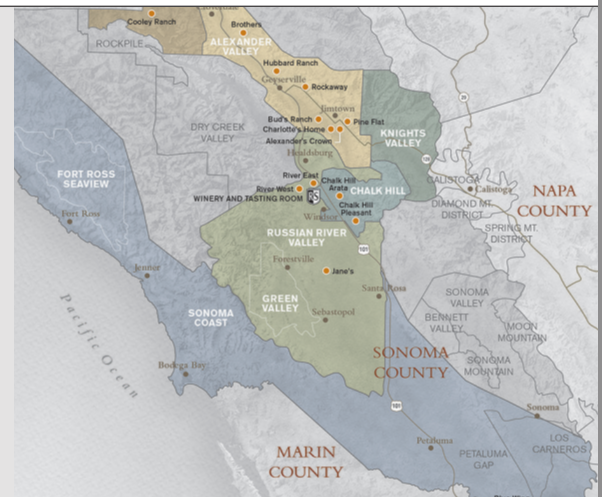 Cooley Ranch
Cloverdale
Brothers
ROCKPILE
ALEXANDER
VALLEY
Hubbard Ranch
Geyserville
Rockaway
Jimtown
Bud's Ranch
Pine Flat
Charlotte's Home
DRY CREEK
VALLEY
Alexander's Crown
KNIGHTS
VALLEY
Healdsburg
FORT ROSS
SEAVIEW
River East
Chalk Hill
Arata
River West
CHALK HILL
WINERY AND TASTING ROOM
CALISTOGA
Calistoga
NAPA
COUNTY
Chalk Hill
Pleasant
DIAMOND MT.
DISTRICT
Fort Ross
Windsor
SPRING MT.
DISTRICT
RUSSIAN RIVER
VALLEY
101
Forestville
Jenner
Jane's
Santa Rosa
SONOMA
VALLEY
GREEN
VALLEY
Pacific Ocean
SONOMA
COAST
Sebastopol
BENNETT
VALLEY
MOON
MOUNTAIN
SONOMA
COUNTY
SONOMA
MOUNTAIN
Bodega Bay
101
Sonoma
MARIN
COUNTY
Petaluma
PETALUMA
GAP
LOS
CARNEROS